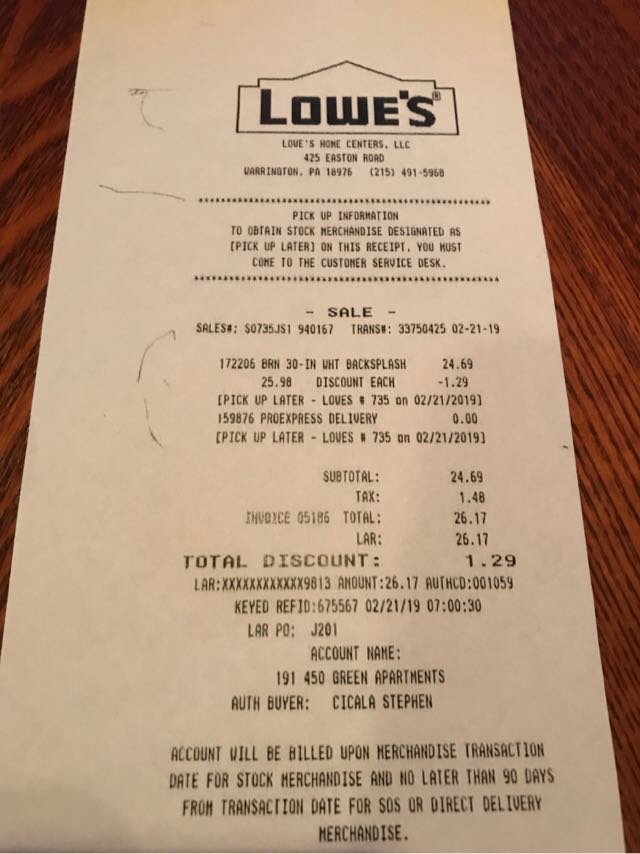 LOWE'S®
LOWE'S HOME CENTERS, LLC
425 EASTON ROAD
WARRINGTON, PA 18976 (215) 491-5968
PICK UP INFORMATION
TO OBTAIN STOCK MERCHANDISE DESIGNATED AS
[PICK UP LATER] ON THIS RECEIPT, YOU MUST
COME TO THE CUSTOMER SERVICE DESK.
- SALE -
SALES#: S0735JS1 940167 TRANS#: 33750425 02-21-19
172206 BRN 30-IN WHT BACKSPLASH 24.69
25.98 DISCOUNT EACH -1.29
[PICK UP LATER - LOWES # 735 on 02/21/2019]
159876 PROEXPRESS DELIVERY 0.00
[PICK UP LATER - LOWES # 735 on 02/21/2019]
SUBTOTAL: 24.69
TAX: 1.48
INVOICE 05186 TOTAL: 26.17
LAR: 26.17
TOTAL DISCOUNT: 1.29
LAR:XXXXXXXXXXXX9813 AMOUNT:26.17 AUTHCD:001059
KEYED REFID:675567 02/21/19 07:00:30
LAR PO: J201
ACCOUNT NAME:
191 450 GREEN APARTMENTS
AUTH BUYER: CICALA STEPHEN
ACCOUNT WILL BE BILLED UPON MERCHANDISE TRANSACTION
DATE FOR STOCK MERCHANDISE AND NO LATER THAN 90 DAYS
FROM TRANSACTION DATE FOR SOS OR DIRECT DELIVERY
MERCHANDISE.